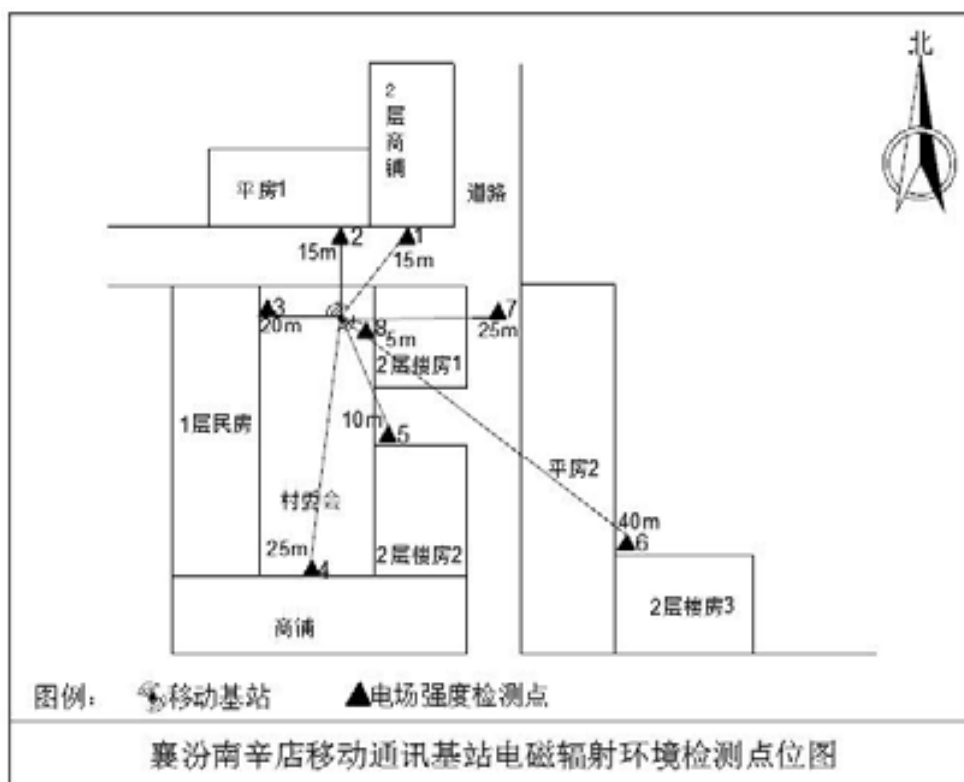 北
2层商铺
平房1
道路
2
1
15m
15m
3
20m
8
5m
7
25m
2层楼房1
1层民房
10m
5
平房2
村委会
40m
6
25m
4
2层楼房2
2层楼房3
商铺
图例： 移动基站 ▲电场强度检测点
襄汾南辛店移动通讯基站电磁辐射环境检测点位图